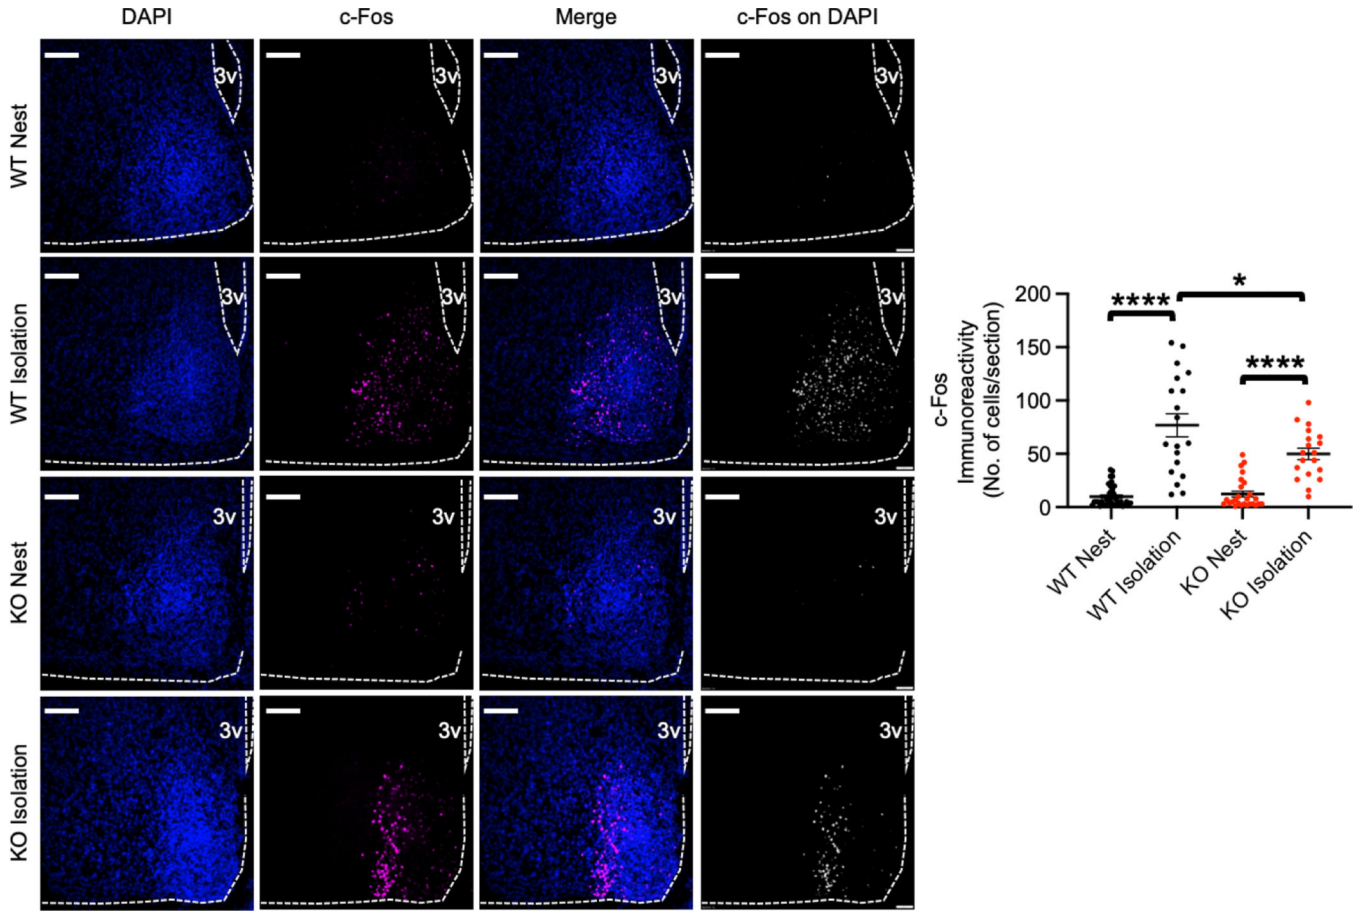 DAPI c-Fos Merge c-Fos on DAPI
WT Nest
3v 3v 3v 3v
WT Isolation
3v 3v 3v 3v
KO Nest
3v 3v 3v 3v
KO Isolation
3v 3v 3v 3v
c-Fos
Immunoreactivity
(No. of cells/section)
200
150
100
50
0
**** *
****
WT Nest
WT Isolation
KO Nest
KO Isolation